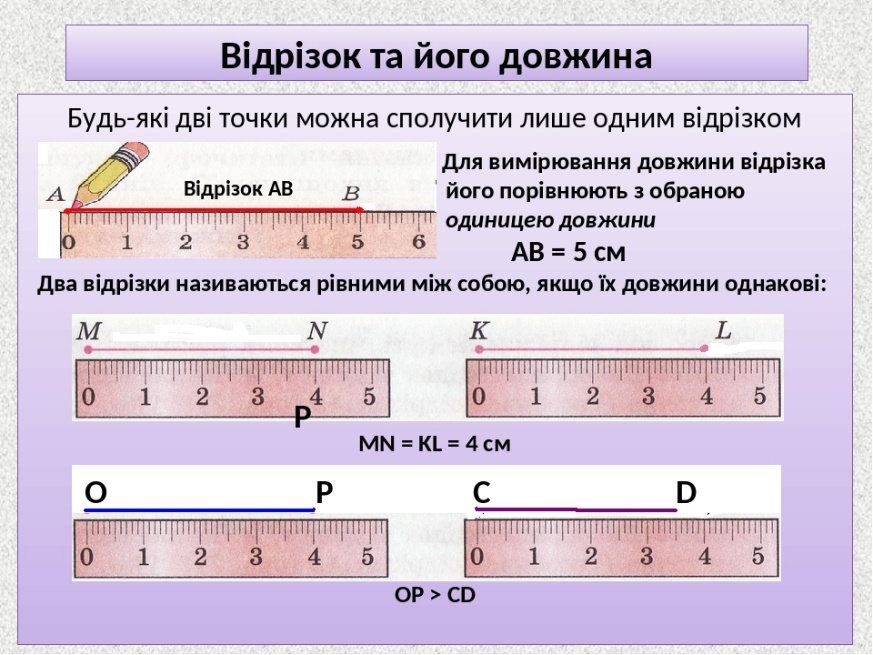 Відрізок та його довжина
Будь-які дві точки можна сполучити лише одним відрізком
Для вимірювання довжини відрізка
A Відрізок АВ B
його порівнюють з обраною
одиницею довжини
0 1 2 3 4 5 6
АВ = 5 см
Два відрізки називаються рівними між собою, якщо їх довжини однакові:
M N K L
0 1 2 3 4 5 0 1 2 3 4 5
Р
MN = KL = 4 см
О Р С D
0 1 2 3 4 5 0 1 2 3 4 5
ОР > CD